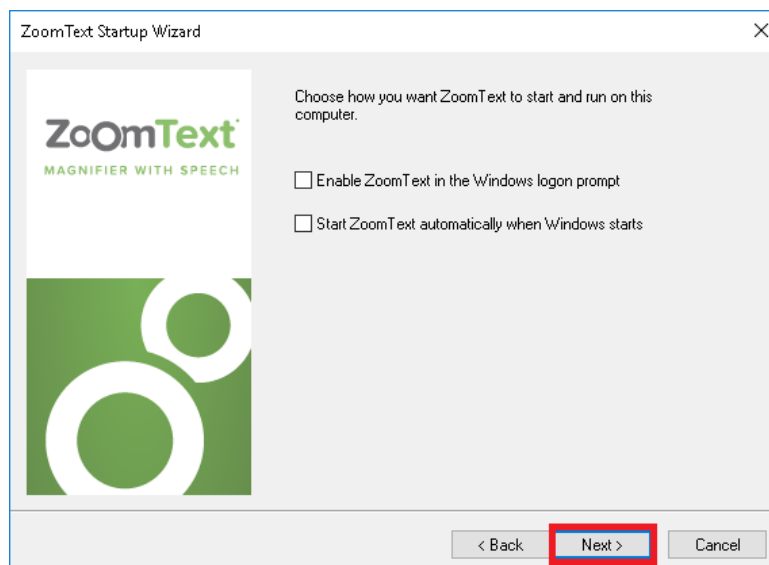 ZoomText Startup Wizard
Choose how you want ZoomText to start and run on this
computer.
ZoomText
MAGNIFIER WITH SPEECH
Enable ZoomText in the Windows logon prompt
Start ZoomText automatically when Windows starts
< Back
Next >
Cancel